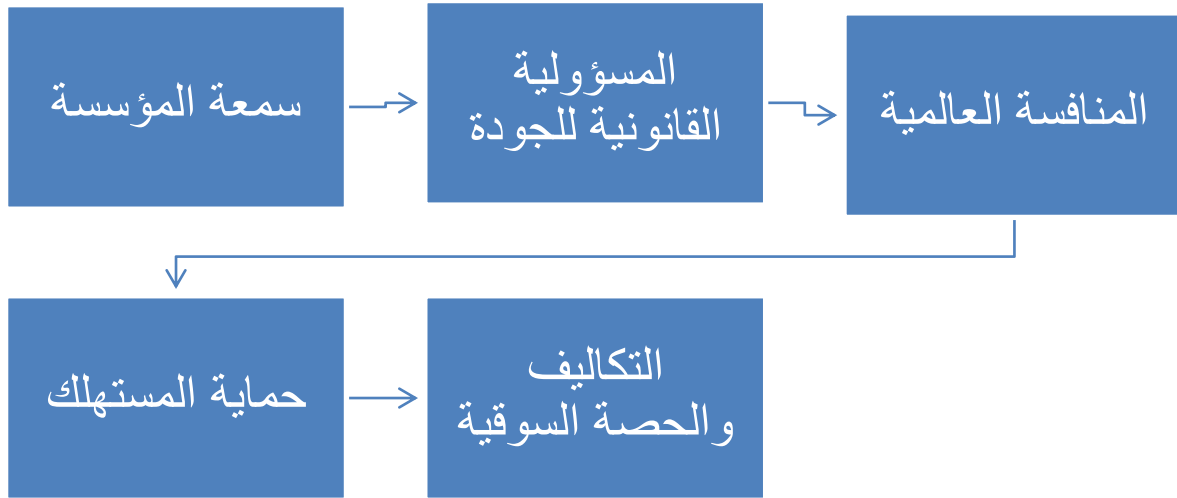 سمعة المؤسسة
المسؤولية
القانونية للجودة
المنافسة العالمية
حماية المستهلك
التكاليف
والحصة السوقية